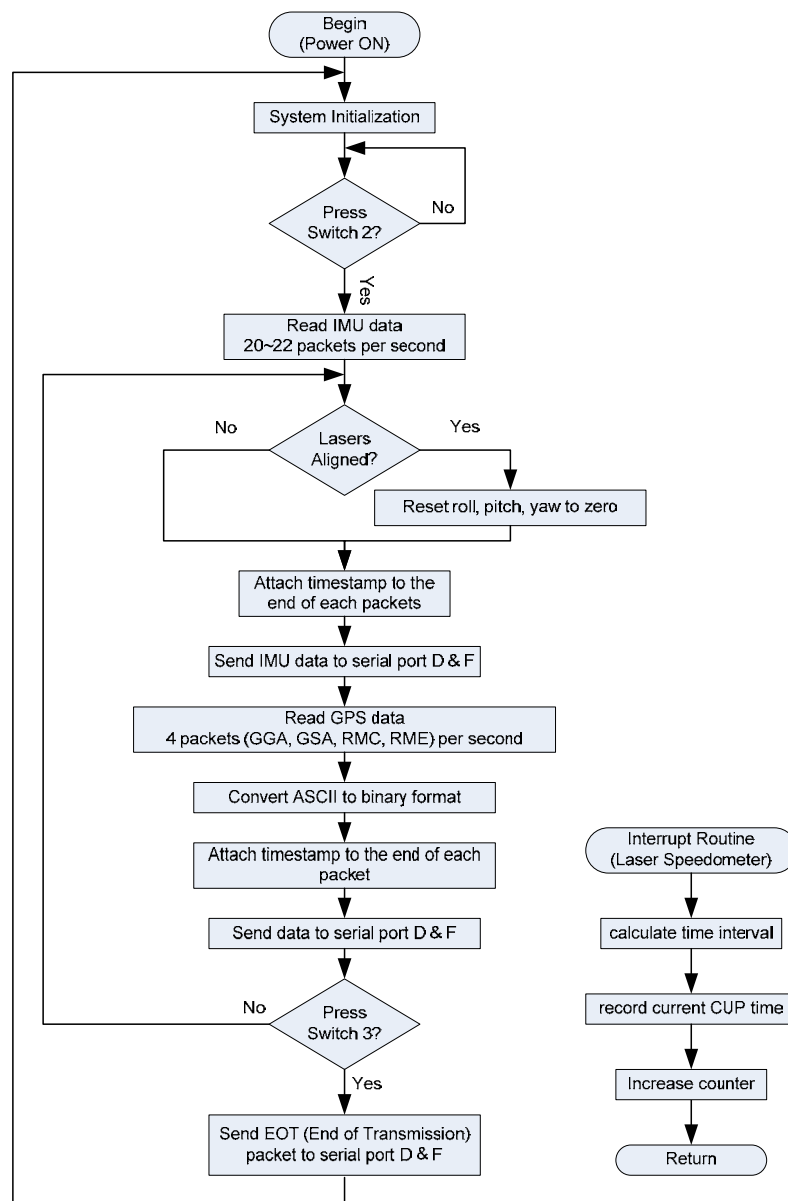 Begin
(Power ON)
System Initialization
Press
Switch 2?
No
Yes
Read IMU data
20~22 packets per second
No
Lasers
Aligned?
Yes
Reset roll, pitch, yaw to zero
Attach timestamp to the
end of each packets
Send IMU data to serial port D & F
Read GPS data
4 packets (GGA, GSA, RMC, RME) per second
Convert ASCII to binary format
Attach timestamp to the end of each
packet
Send data to serial port D & F
No
Press
Switch 3?
Yes
Send EOT (End of Transmission)
packet to serial port D & F
Interrupt Routine
(Laser Speedometer)
calculate time interval
record current CUP time
Increase counter
Return